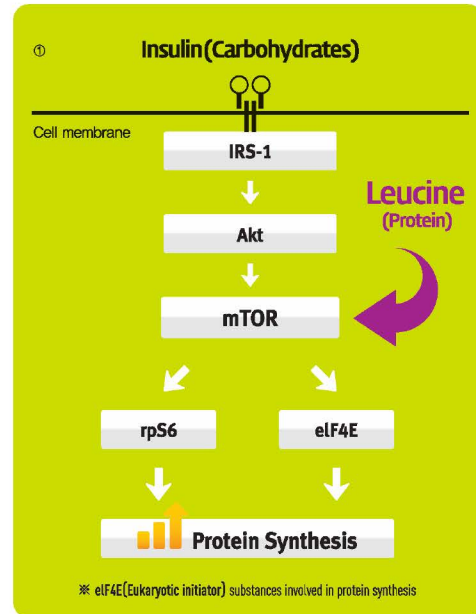 ①
Insulin(Carbohydrates)
Cell membrane
IRS-1
Leucine
(Protein)
Akt
mTOR
rpS6
elF4E
Protein Synthesis
※ elF4E(Eukaryotic initiator) substances involved in protein synthesis